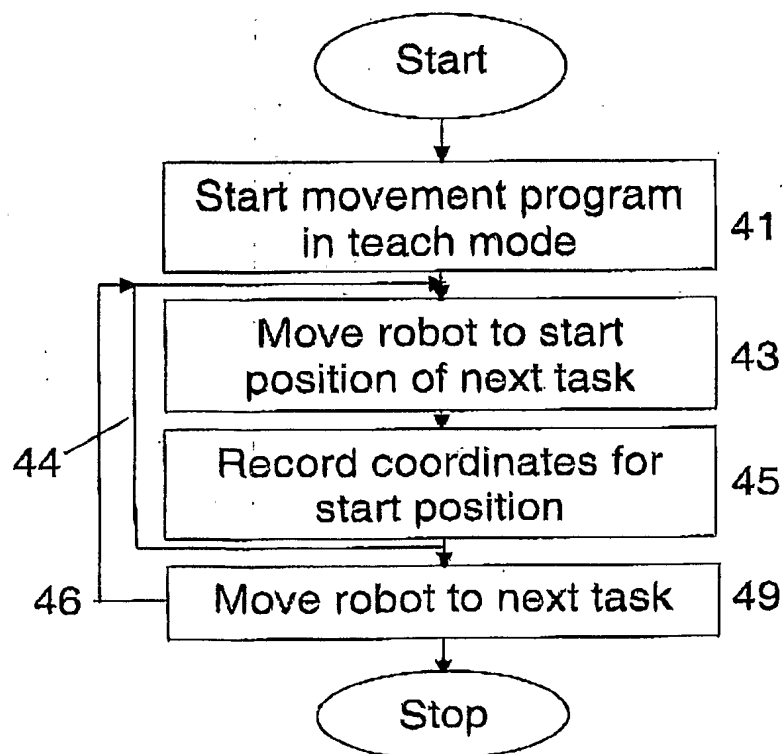 Start
Start movement program
in teach mode
41
Move robot to start
position of next task
43
44
Record coordinates for
start position
45
46
Move robot to next task
49
Stop